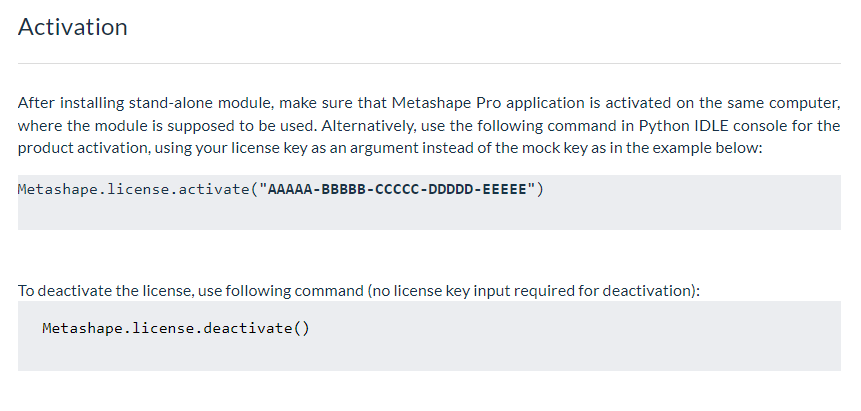 Activation
After installing stand-alone module, make sure that Metashape Pro application is activated on the same computer,
where the module is supposed to be used. Alternatively, use the following command in Python IDLE console for the
product activation, using your license key as an argument instead of the mock key as in the example below:
Metashape.license.activate("AAAAA-BBBBB-CCCCC-DDDDD-EEEEE")
To deactivate the license, use following command (no license key input required for deactivation):
Metashape.license.deactivate()